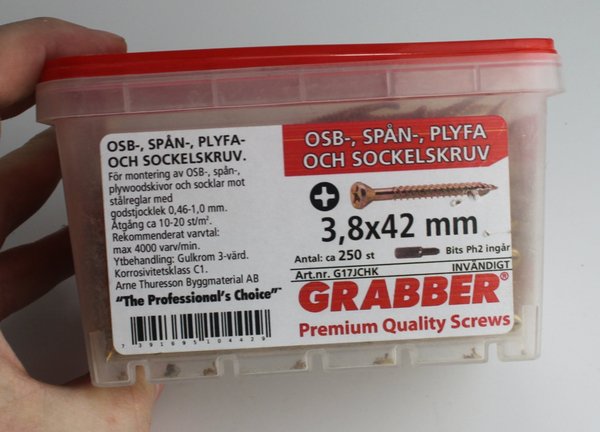 OSB-, SPÅN-, PLYFA-
OCH SOCKELSKRUV.
För montering av OSB-, spån-,
plywoodskivor och socklar mot
stålreglar med
godstjocklek 0,46-1,0 mm.
Åtgång ca 10-20 st/m².
Rekommenderat varvtal:
max 4000 varv/min.
Ytbehandling: Gulkrom 3-värd.
Korrosivitetsklass C1.
Arne Thuresson Byggmaterial AB
"The Professional's Choice"
7 391695 104429
OSB-, SPÅN-, PLYFA
OCH SOCKELSKRUV
3,8x42 mm
Antal: ca 250 st
Bits Ph2 ingår
Art.nr. G17JCHK
INVÄNDIGT
GRABBER®
Premium Quality Screws